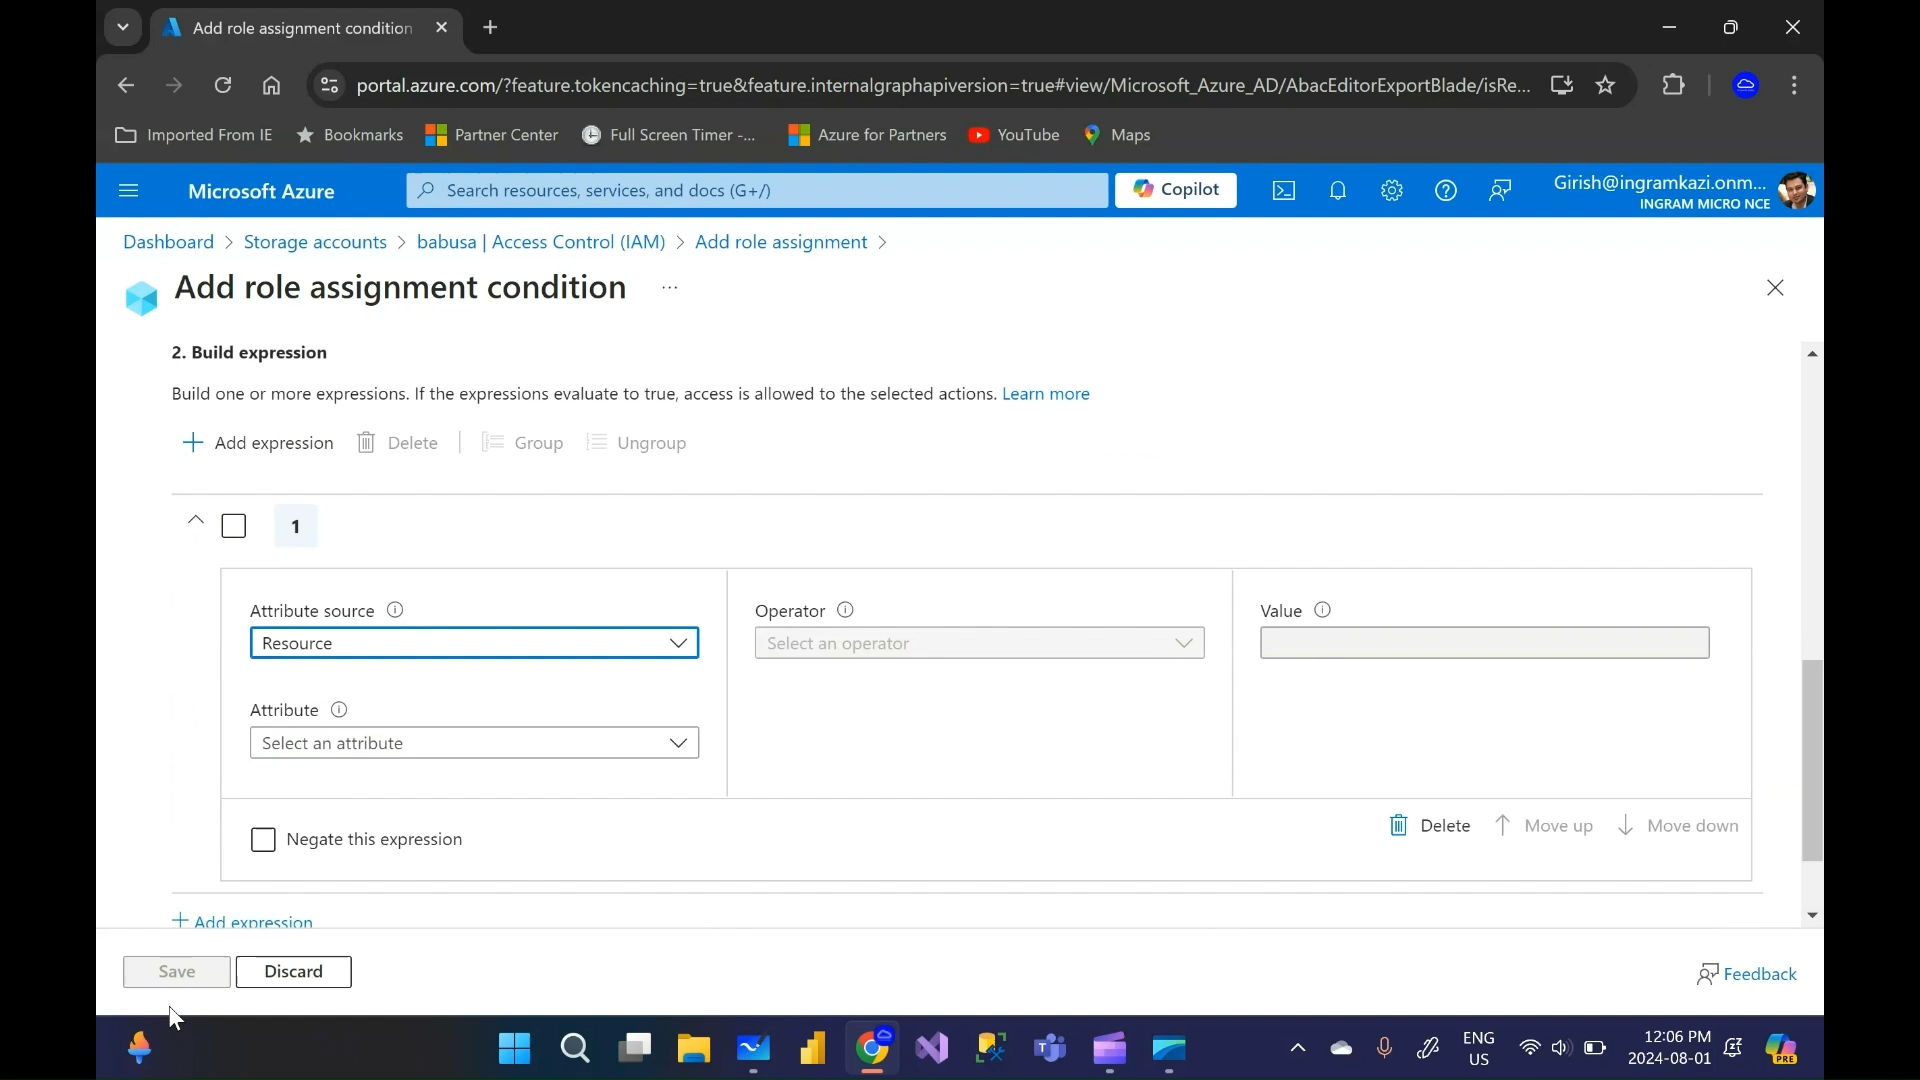 Add role assignment condition
portal.azure.com/?feature.tokencaching=true&feature.internalgraphapiversion=true#view/Microsoft_Azure_AD/AbacEditorExportBlade/isRe...
Imported From IE Bookmarks Partner Center Full Screen Timer -... Azure for Partners YouTube Maps
Microsoft Azure
Search resources, services, and docs (G+/)
Copilot
Girish@ingramkazi.onm...
INGRAM MICRO NCE
Dashboard > Storage accounts > babusa | Access Control (IAM) > Add role assignment >
Add role assignment condition ...
2. Build expression
Build one or more expressions. If the expressions evaluate to true, access is allowed to the selected actions. Learn more
Add expression Delete Group Ungroup
1
Attribute source Operator Value
Resource Select an operator
Attribute
Select an attribute
Negate this expression
Delete Move up Move down
Add expression
Save Discard
Feedback
ENG
US
12:06 PM
2024-08-01
PRE